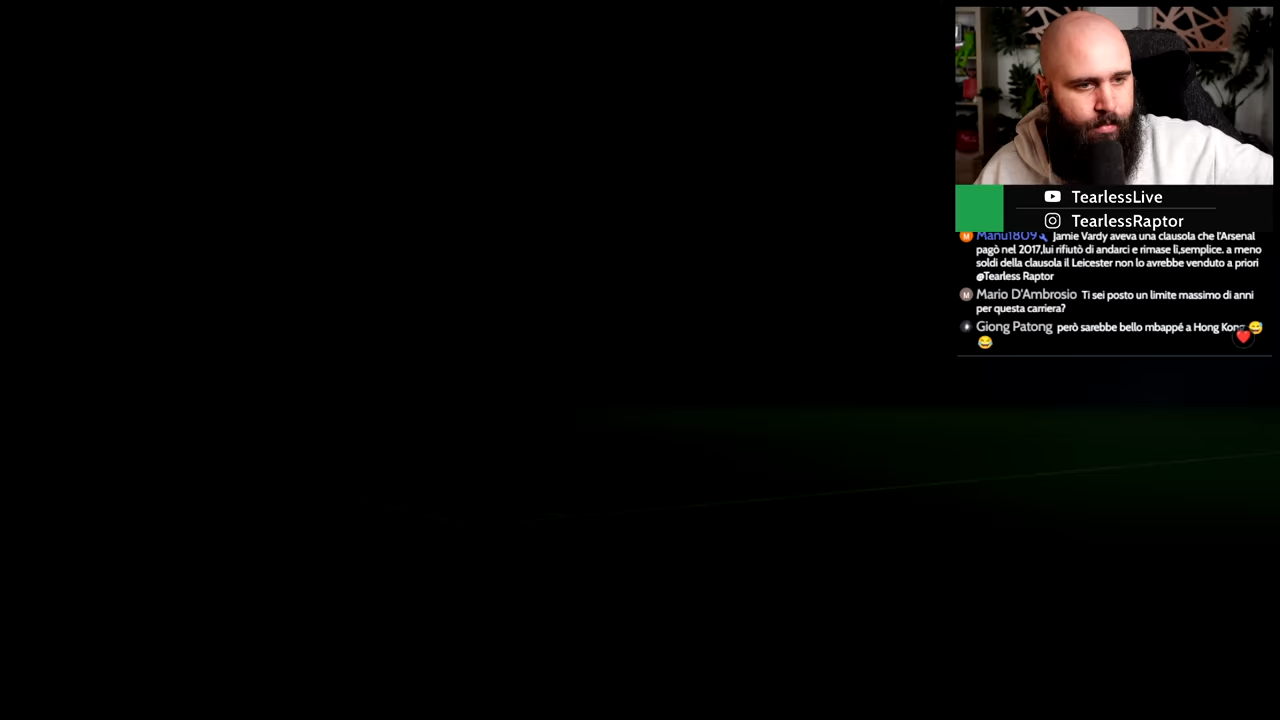 TearlessLive
TearlessRaptor
Manu1809 Jamie Vardy aveva una clausola che l'Arsenal
pagò nel 2017,lui rifiutò di andarci e rimase lì,semplice. a meno
soldi della clausola il Leicester non lo avrebbe venduto a priori
@Tearless Raptor
M Mario D'Ambrosio Ti sei posto un limite massimo di anni
per questa carriera?
Giong Patong però sarebbe bello mbappé a Hong Kong 😅
😂